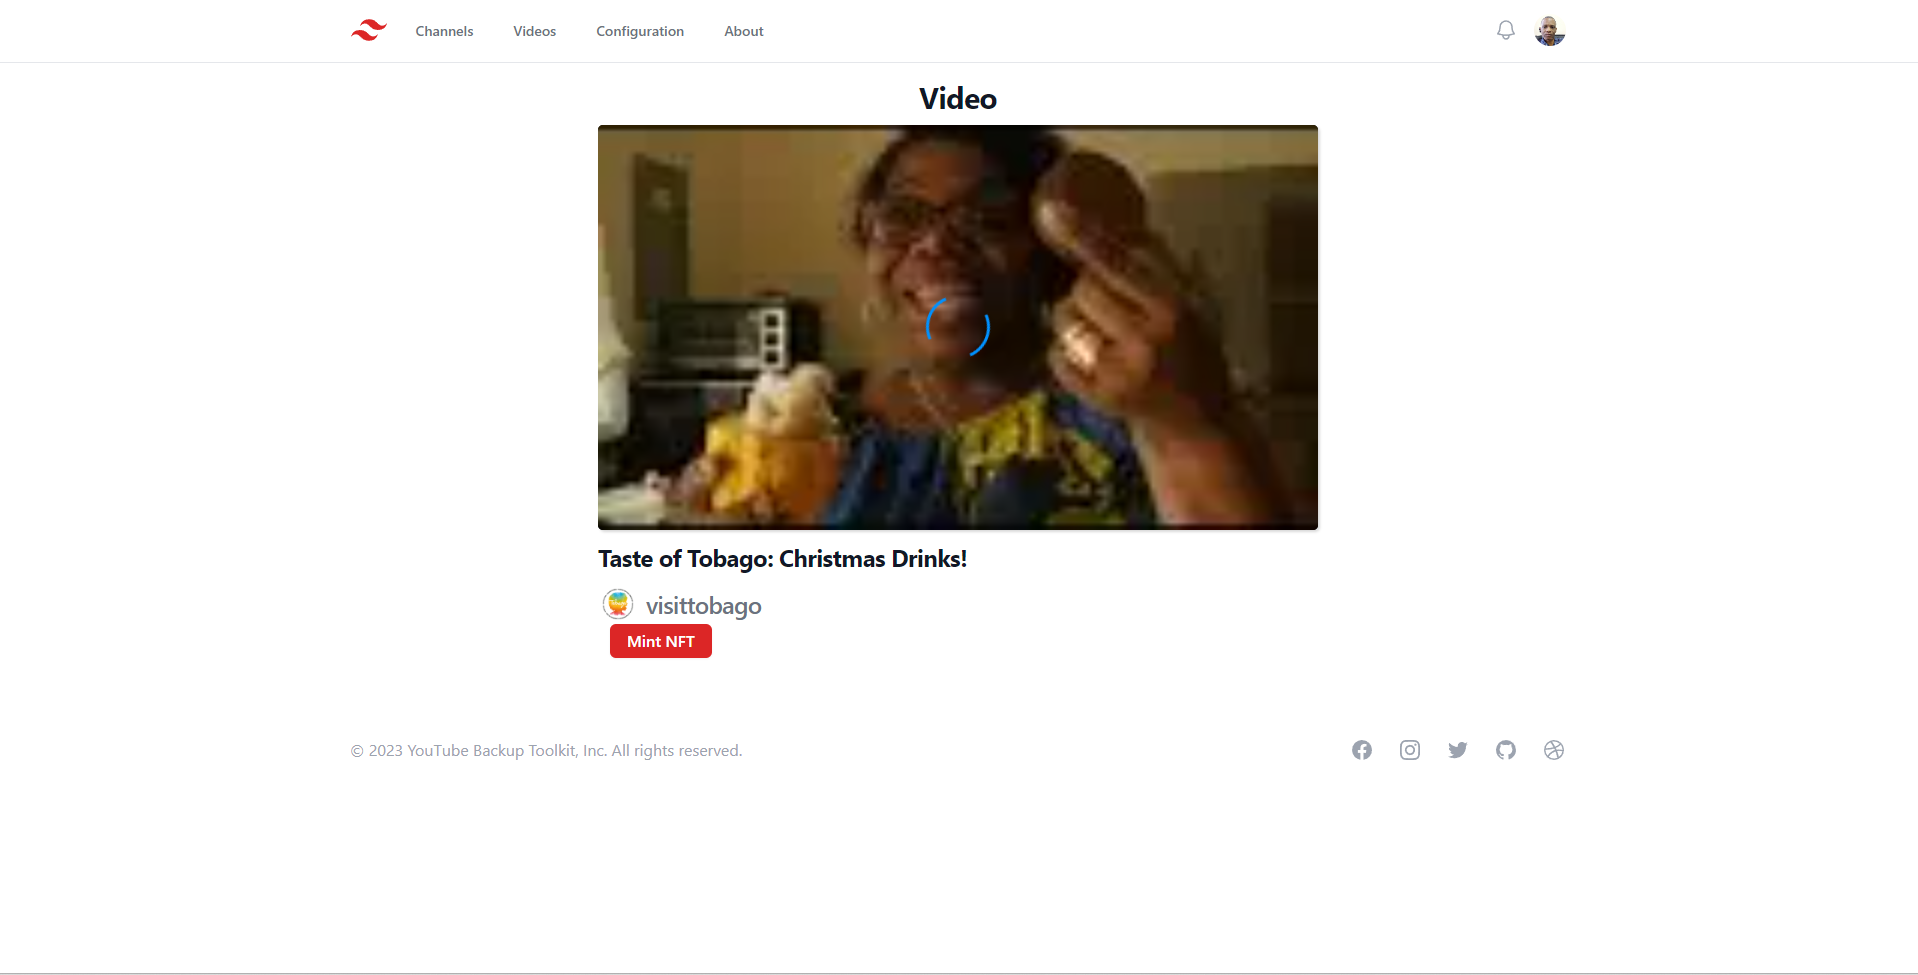 Channels Videos Configuration About
Video
Taste of Tobago: Christmas Drinks!
visittobago
Mint NFT
© 2023 YouTube Backup Toolkit, Inc. All rights reserved.